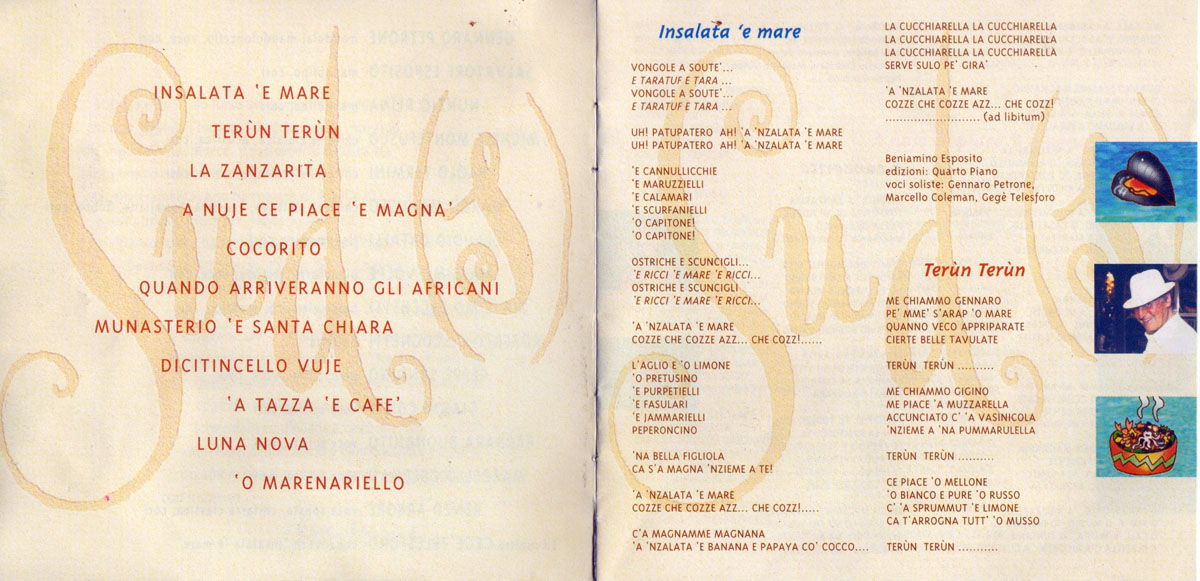 INSALATA 'E MARE
TERÙN TERÙN
LA ZANZARITA
A NUJE CE PIACE 'E MAGNA'
COCORITO
QUANDO ARRIVERANNO GLI AFRICANI
MUNASTERIO 'E SANTA CHIARA
DICITINCELLO VUJE
'A TAZZA 'E CAFE'
LUNA NOVA
'O MARENARIELLO
Insalata 'e mare
VONGOLE A SOUTE'...
E TARATUF E TARA ...
VONGOLE A SOUTE'...
E TARATUF E TARA ...
UH! PATUPATERO AH! 'A 'NZALATA 'E MARE
UH! PATUPATERO AH! 'A 'NZALATA 'E MARE
'E CANNULLICCHIE
'E MARUZZIELLI
'E CALAMARI
'E SCURFANIELLI
'O CAPITONE!
'O CAPITONE!
OSTRICHE E SCUNCIGLI...
'E RICCI 'E MARE 'E RICCI...
OSTRICHE E SCUNCIGLI
'E RICCI 'E MARE 'E RICCI...
'A 'NZALATA 'E MARE
COZZE CHE COZZE AZZ... CHE COZZ!......
L'AGLIO E 'O LIMONE
'O PRETUSINO
'E PURPETIELLI
'E FASULARI
'E JAMMARIELLI
PEPERONCINO
'NA BELLA FIGLIOLA
CA S'A MAGNA 'NZIEME A TE!
'A 'NZALATA 'E MARE
COZZE CHE COZZE AZZ... CHE COZZ!.....
C'A MAGNAMME MAGNANA
'A 'NZALATA 'E BANANA E PAPAYA CO' COCCO....
LA CUCCHIARELLA LA CUCCHIARELLA
LA CUCCHIARELLA LA CUCCHIARELLA
LA CUCCHIARELLA LA CUCCHIARELLA
SERVE SULO PE' GIRA'
'A 'NZALATA 'E MARE
COZZE CHE COZZE AZZ... CHE COZZ!
.......................... (ad libitum)
Beniamino Esposito
edizioni: Quarto Piano
voci soliste: Gennaro Petrone,
Marcello Coleman, Gegè Telesforo
Terùn Terùn
ME CHIAMMO GENNARO
PE' MME' S'ARAP 'O MARE
QUANNO VECO APPRIPARATE
CIERTE BELLE TAVULATE
TERÙN TERÙN ..........
ME CHIAMMO GIGINO
ME PIACE 'A MUZZARELLA
ACCUNCIATO C' 'A VASINICOLA
'NZIEME A 'NA PUMMARULELLA
TERÙN TERÙN ..........
CE PIACE 'O MELLONE
'O BIANCO E PURE 'O RUSSO
C' 'A SPRUMMUT 'E LIMONE
CA T'ARROGNA TUTT' 'O MUSSO
TERÙN TERÙN ...........